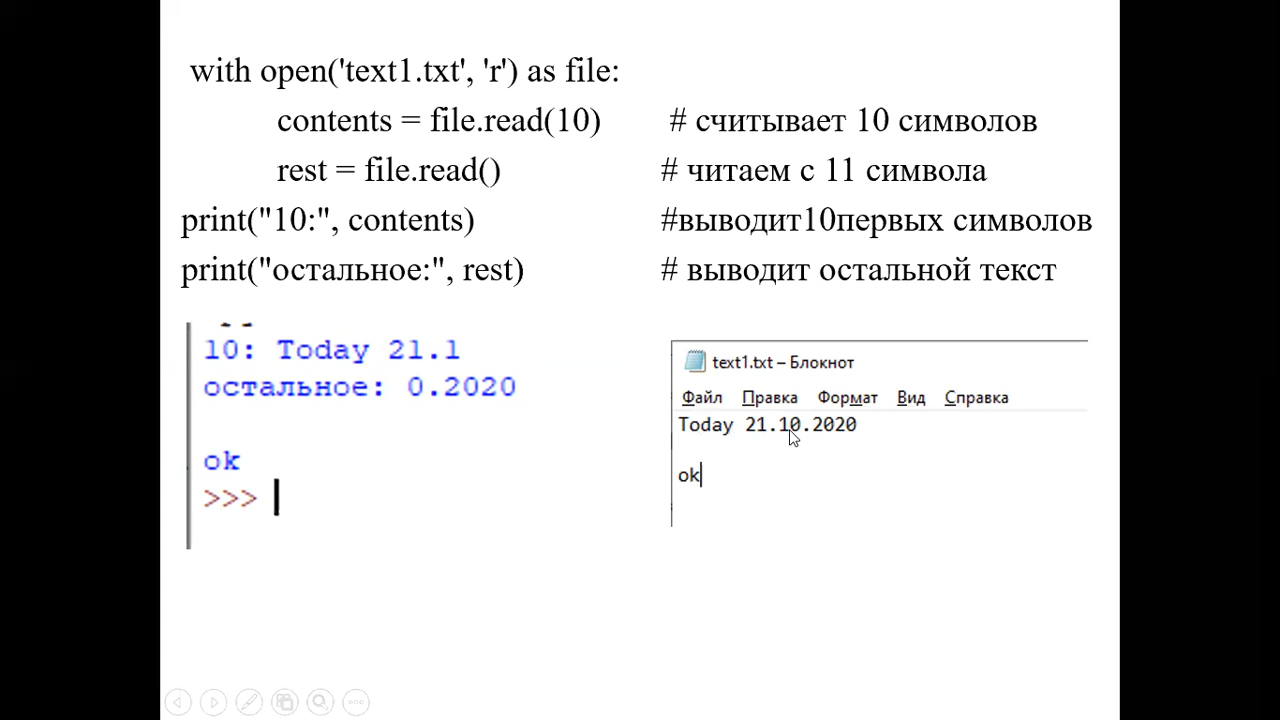 with open('text1.txt', 'r') as file:
contents = file.read(10) # считывает 10 символов
rest = file.read() # читаем с 11 символа
print("10:", contents) #выводит10первых символов
print("остальное:", rest) # выводит остальной текст
10: Today 21.1
остальное: 0.2020
ok
>>>
text1.txt – Блокнот
Файл Правка Формат Вид Справка
Today 21.10.2020
ok